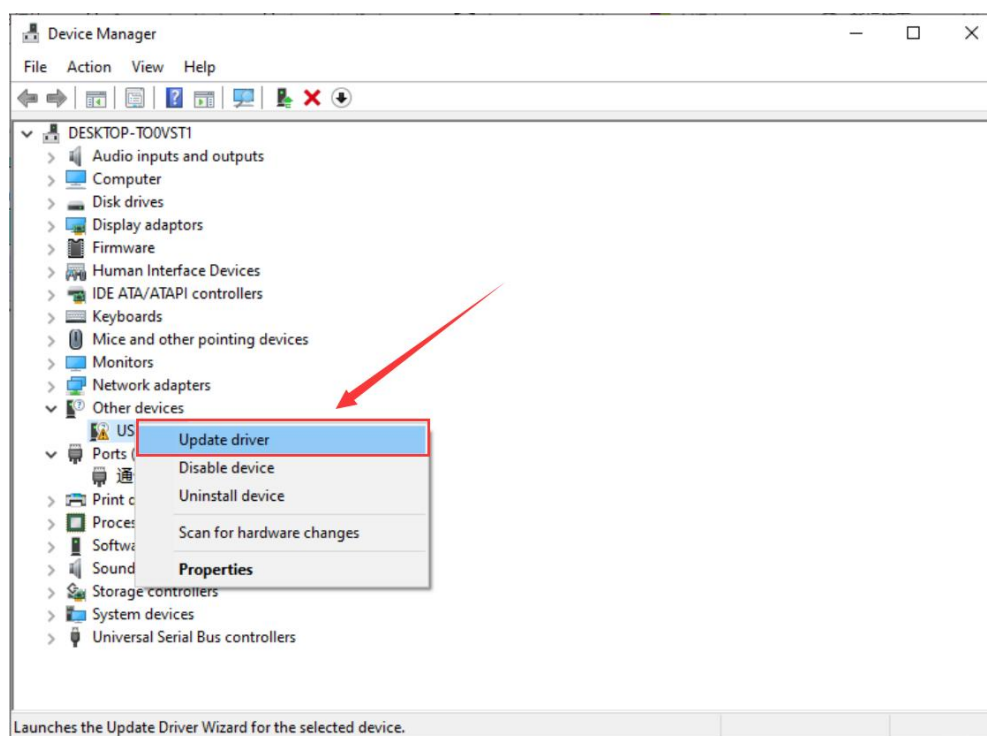 Device Manager
File Action View Help
DESKTOP-TO0VST1
Audio inputs and outputs
Computer
Disk drives
Display adaptors
Firmware
Human Interface Devices
IDE ATA/ATAPI controllers
Keyboards
Mice and other pointing devices
Monitors
Network adapters
Other devices
US
Update driver
Ports (
Disable device
通
Uninstall device
Print
Proces
Scan for hardware changes
Softwa
Sound
Properties
Storage controllers
System devices
Universal Serial Bus controllers
Launches the Update Driver Wizard for the selected device.